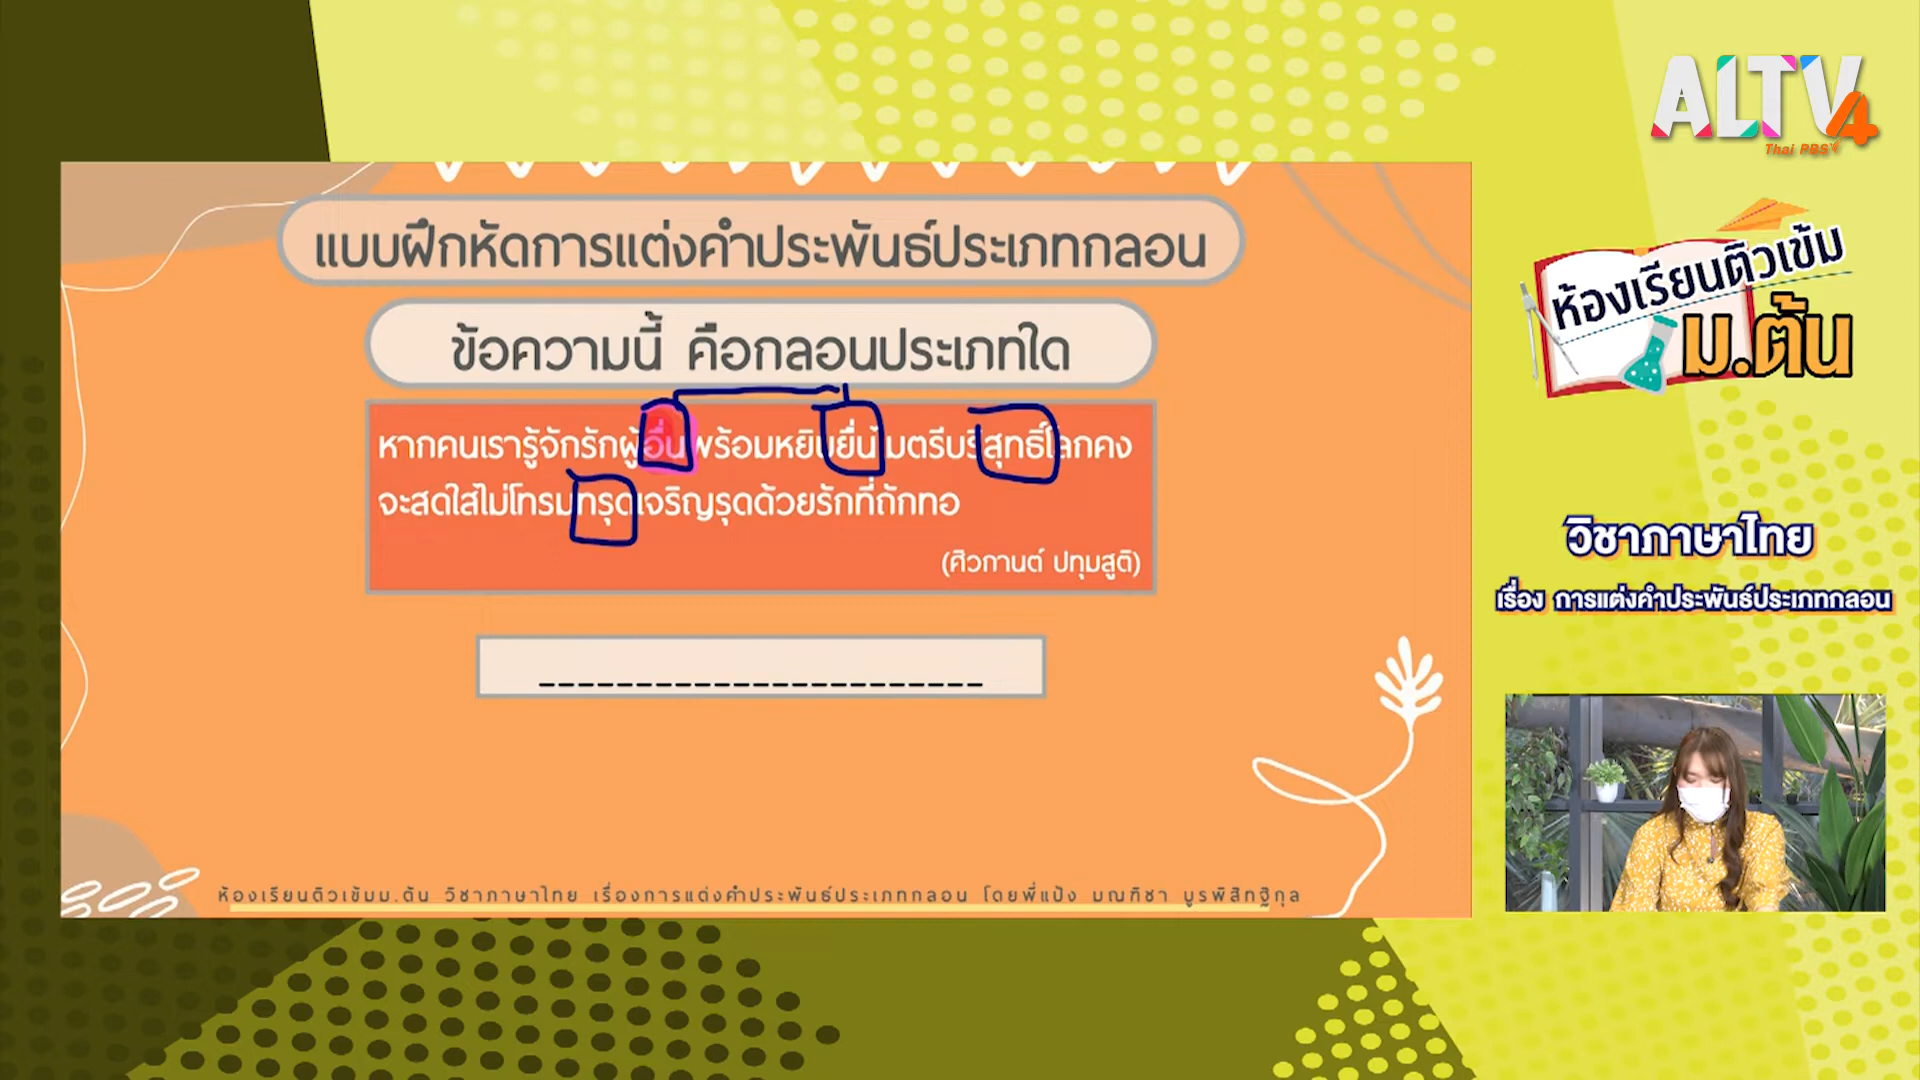 ALTV4
Thai PBS
ห้องเรียนติวเข้ม
ม.ต้น
แบบฝึกหัดการแต่งคำประพันธ์ประเภทกลอน
ข้อความนี้ คือกลอนประเภทใด
หากคนเรารู้จักรักผู้อื่นพร้อมหยิบยื่นไมตรีบริสุทธิ์โลกคง
จะสดใสไม่โทรมทรุดเจริญรุดด้วยรักที่ถักทอ
(ศิวกานต์ ปทุมสูติ)
วิชาภาษาไทย
เรื่อง การแต่งคำประพันธ์ประเภทกลอน
ห้องเรียนติวเข้มม.ต้น วิชาภาษาไทย เรื่องการแต่งคำประพันธ์ประเภทกลอน โดยพี่แป้ง มณฑิชา บูรพิสิทฐิกุล